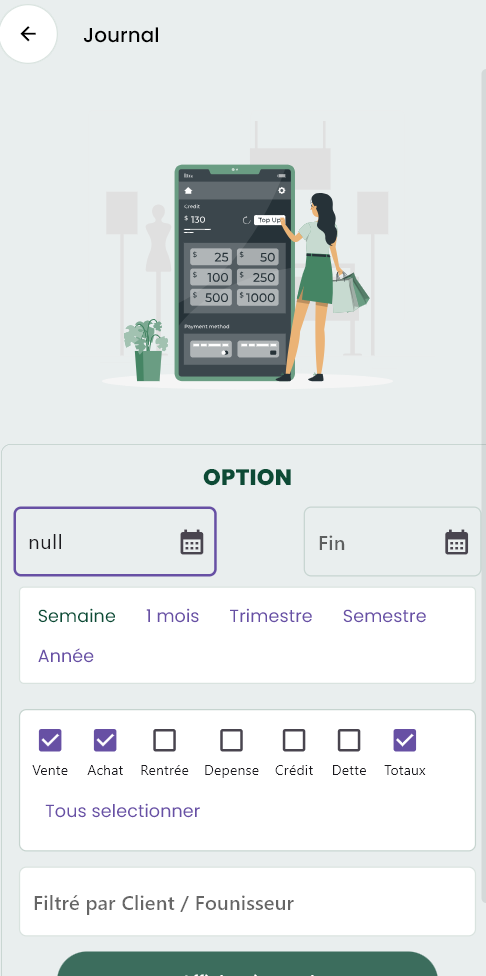 Journal
Credit
$ 130
Top Up
$ 25
$ 50
$ 100
$ 250
$ 500
$ 1000
Payment method
OPTION
null
Fin
Semaine 1 mois Trimestre Semestre
Année
Vente Achat Rentrée Depense Crédit Dette Totaux
Tous selectionner
Filtré par Client / Founisseur